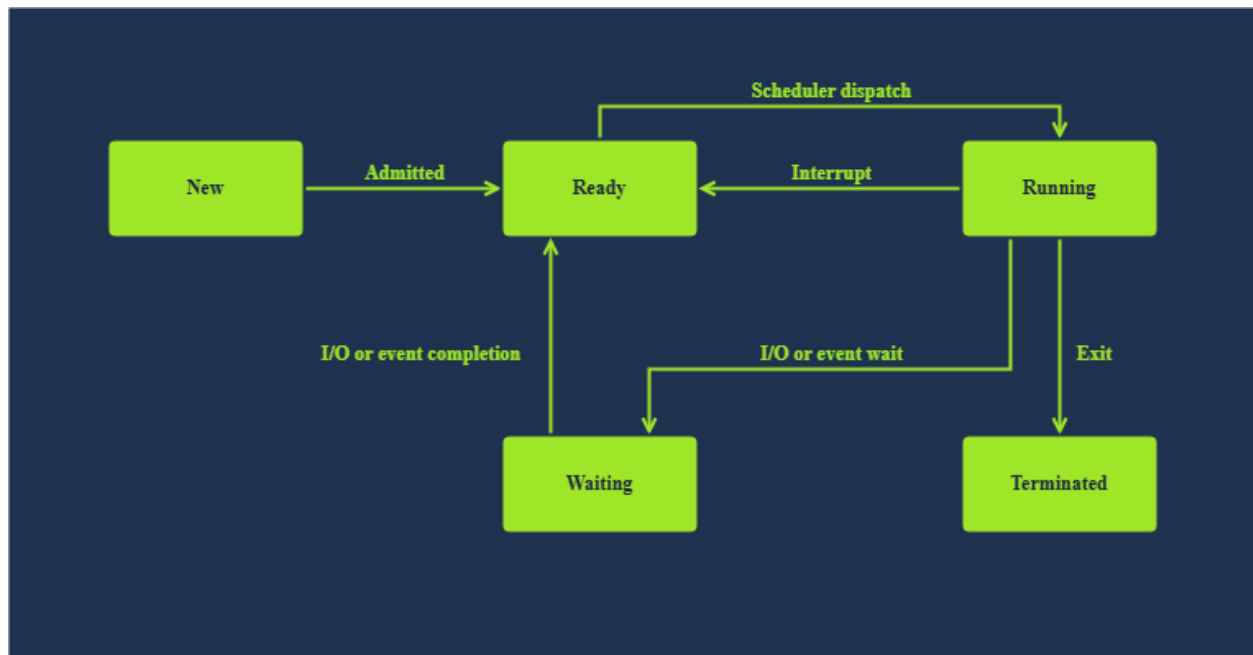 Scheduler dispatch
New
Admitted
Ready
Interrupt
Running
I/O or event completion
I/O or event wait
Exit
Waiting
Terminated